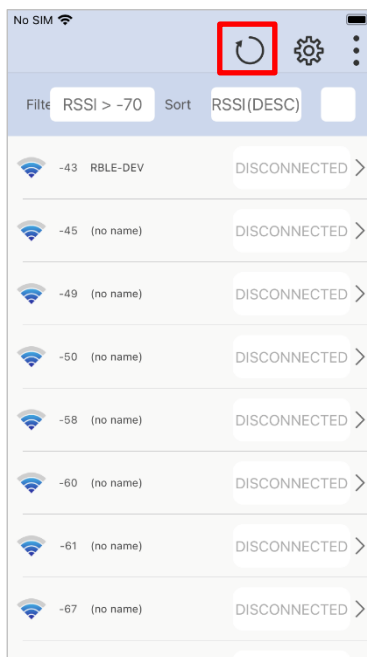 No SIM
Filte RSSI > -70 Sort RSSI(DESC)
-43 RBLE-DEV DISCONNECTED
-45 (no name) DISCONNECTED
-49 (no name) DISCONNECTED
-50 (no name) DISCONNECTED
-58 (no name) DISCONNECTED
-60 (no name) DISCONNECTED
-61 (no name) DISCONNECTED
-67 (no name) DISCONNECTED